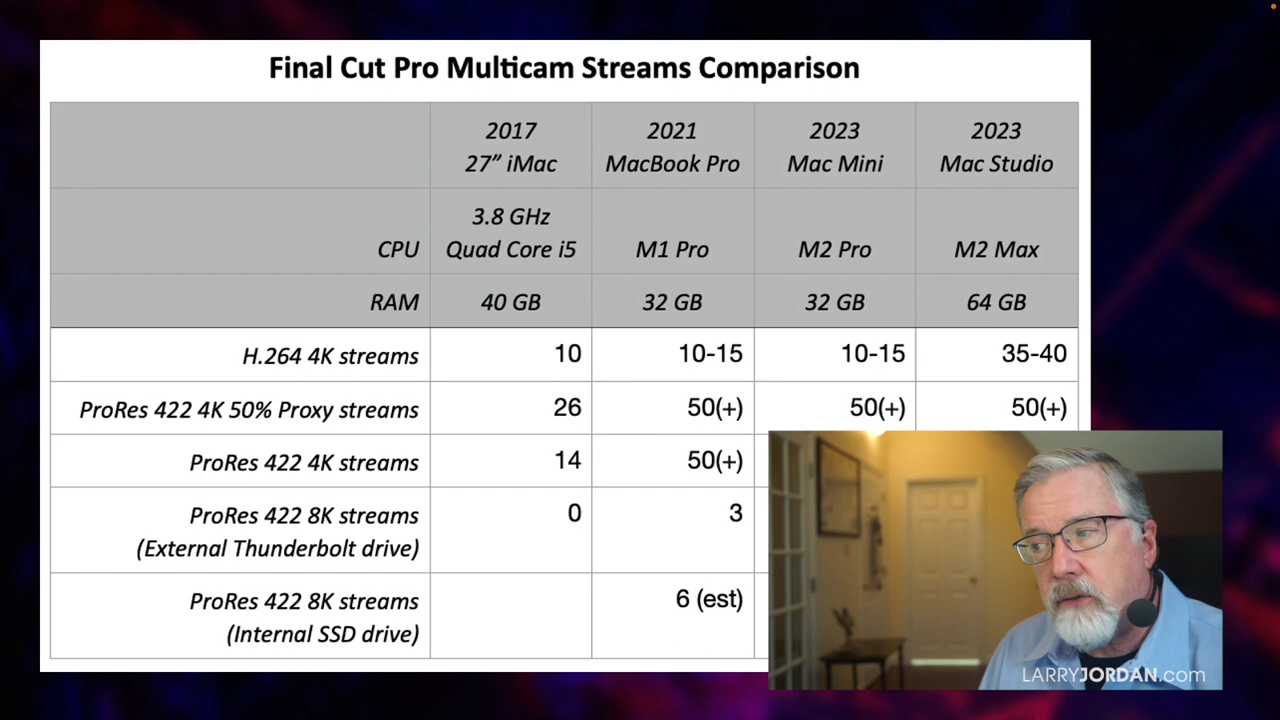 Final Cut Pro Multicam Streams Comparison
2017 2021 2023 2023
27” iMac MacBook Pro Mac Mini Mac Studio
3.8 GHz
CPU Quad Core i5 M1 Pro M2 Pro M2 Max
RAM 40 GB 32 GB 32 GB 64 GB
H.264 4K streams 10 10-15 10-15 35-40
ProRes 422 4K 50% Proxy streams 26 50(+) 50(+) 50(+)
ProRes 422 4K streams 14 50(+)
ProRes 422 8K streams 0 3
(External Thunderbolt drive)
ProRes 422 8K streams 6 (est)
(Internal SSD drive)
LARRYJORDAN.com